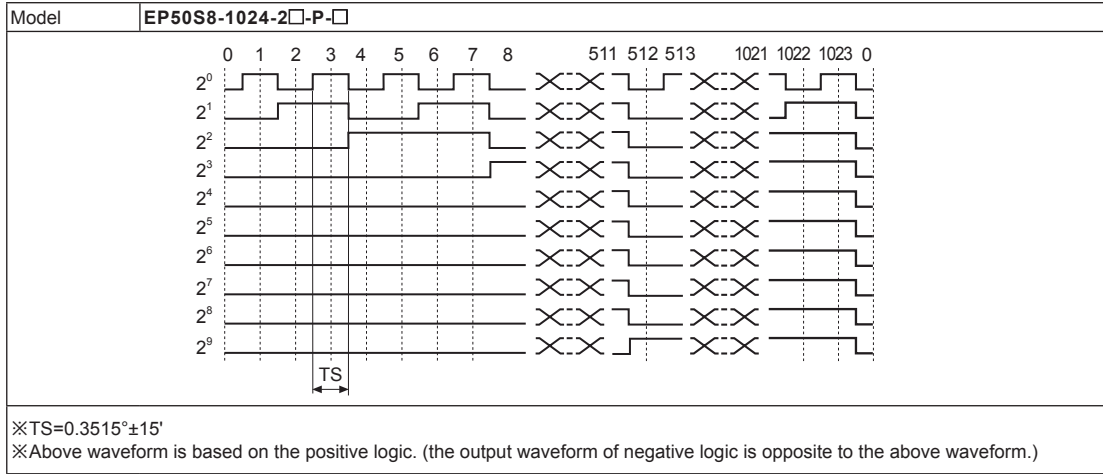 Model EP50S8-1024-2□-P-□
0 1 2 3 4 5 6 7 8 511 512 513 1021 1022 1023 0
2⁰
2¹
2²
2³
2⁴
2⁵
2⁶
2⁷
2⁸
2⁹
TS
※TS=0.3515°±15'
※Above waveform is based on the positive logic. (the output waveform of negative logic is opposite to the above waveform.)